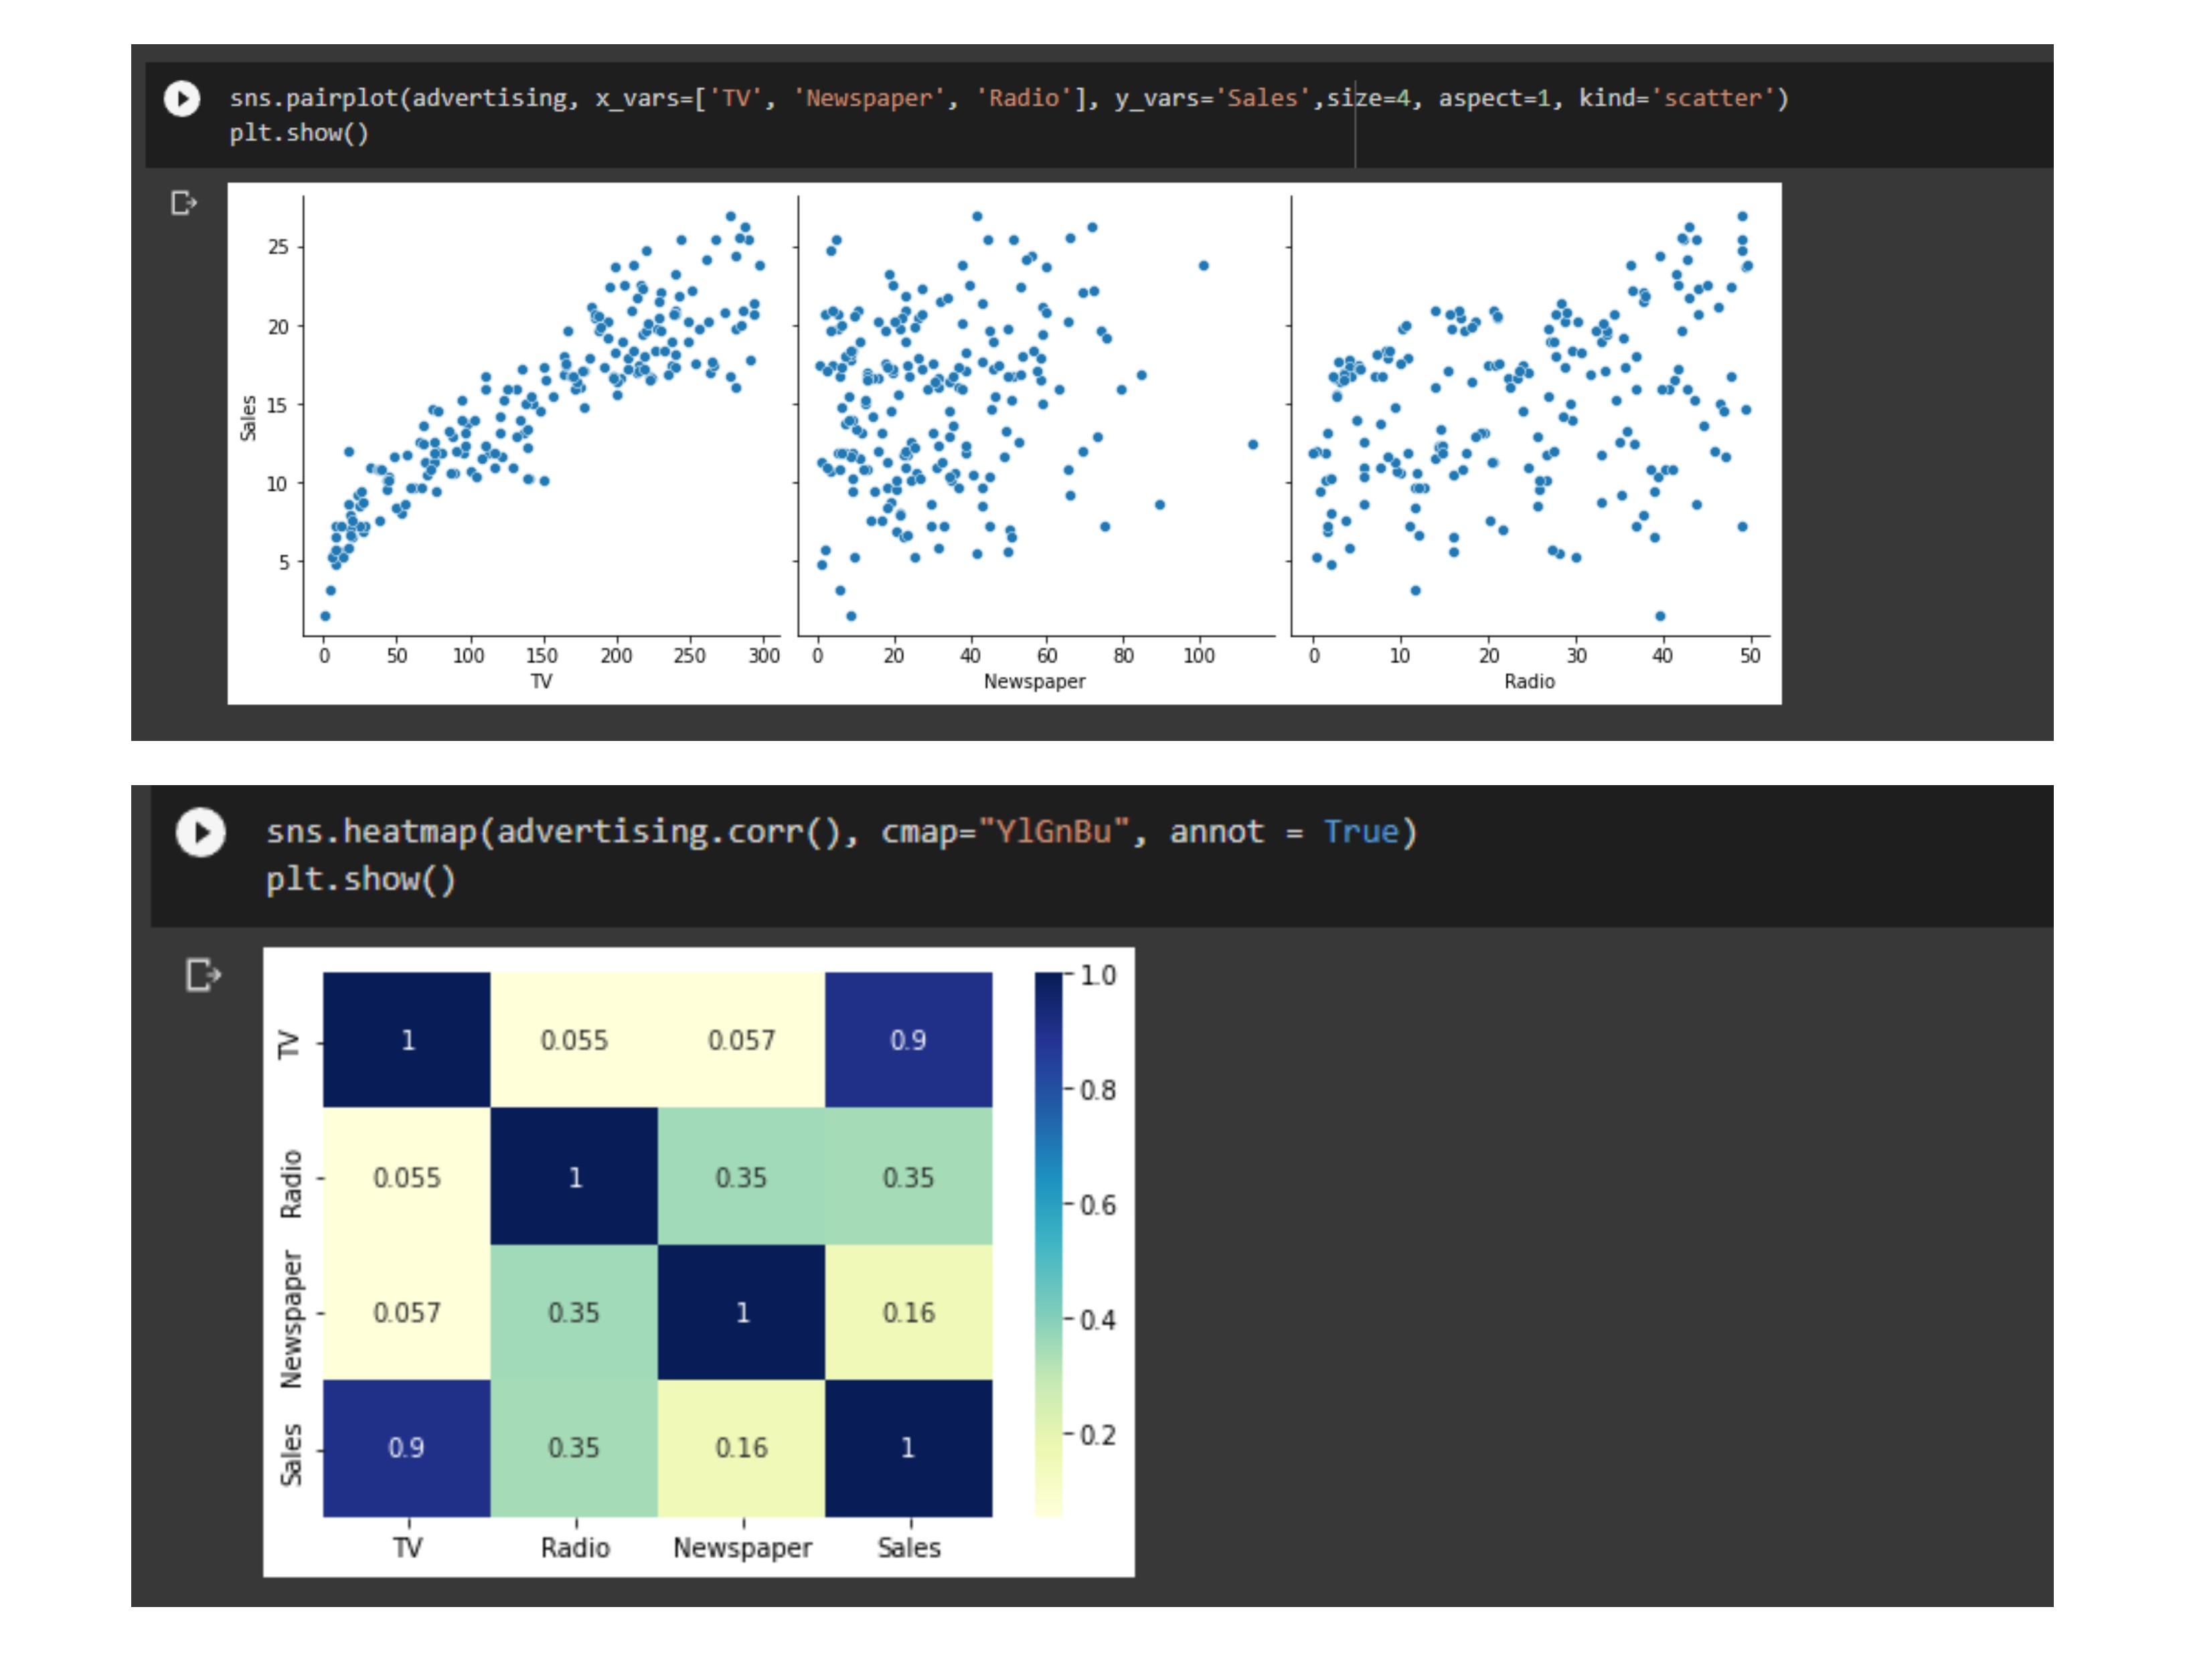 sns.pairplot(advertising, x_vars=['TV', 'Newspaper', 'Radio'], y_vars='Sales',size=4, aspect=1, kind='scatter')
plt.show()
25
20
15
10
5
Sales
0 50 100 150 200 250 300
TV
0 20 40 60 80 100
Newspaper
0 10 20 30 40 50
Radio
sns.heatmap(advertising.corr(), cmap="YlGnBu", annot = True)
plt.show()
TV 1 0.055 0.057 0.9
Radio 0.055 1 0.35 0.35
Newspaper 0.057 0.35 1 0.16
Sales 0.9 0.35 0.16 1
TV Radio Newspaper Sales
1.0
0.8
0.6
0.4
0.2